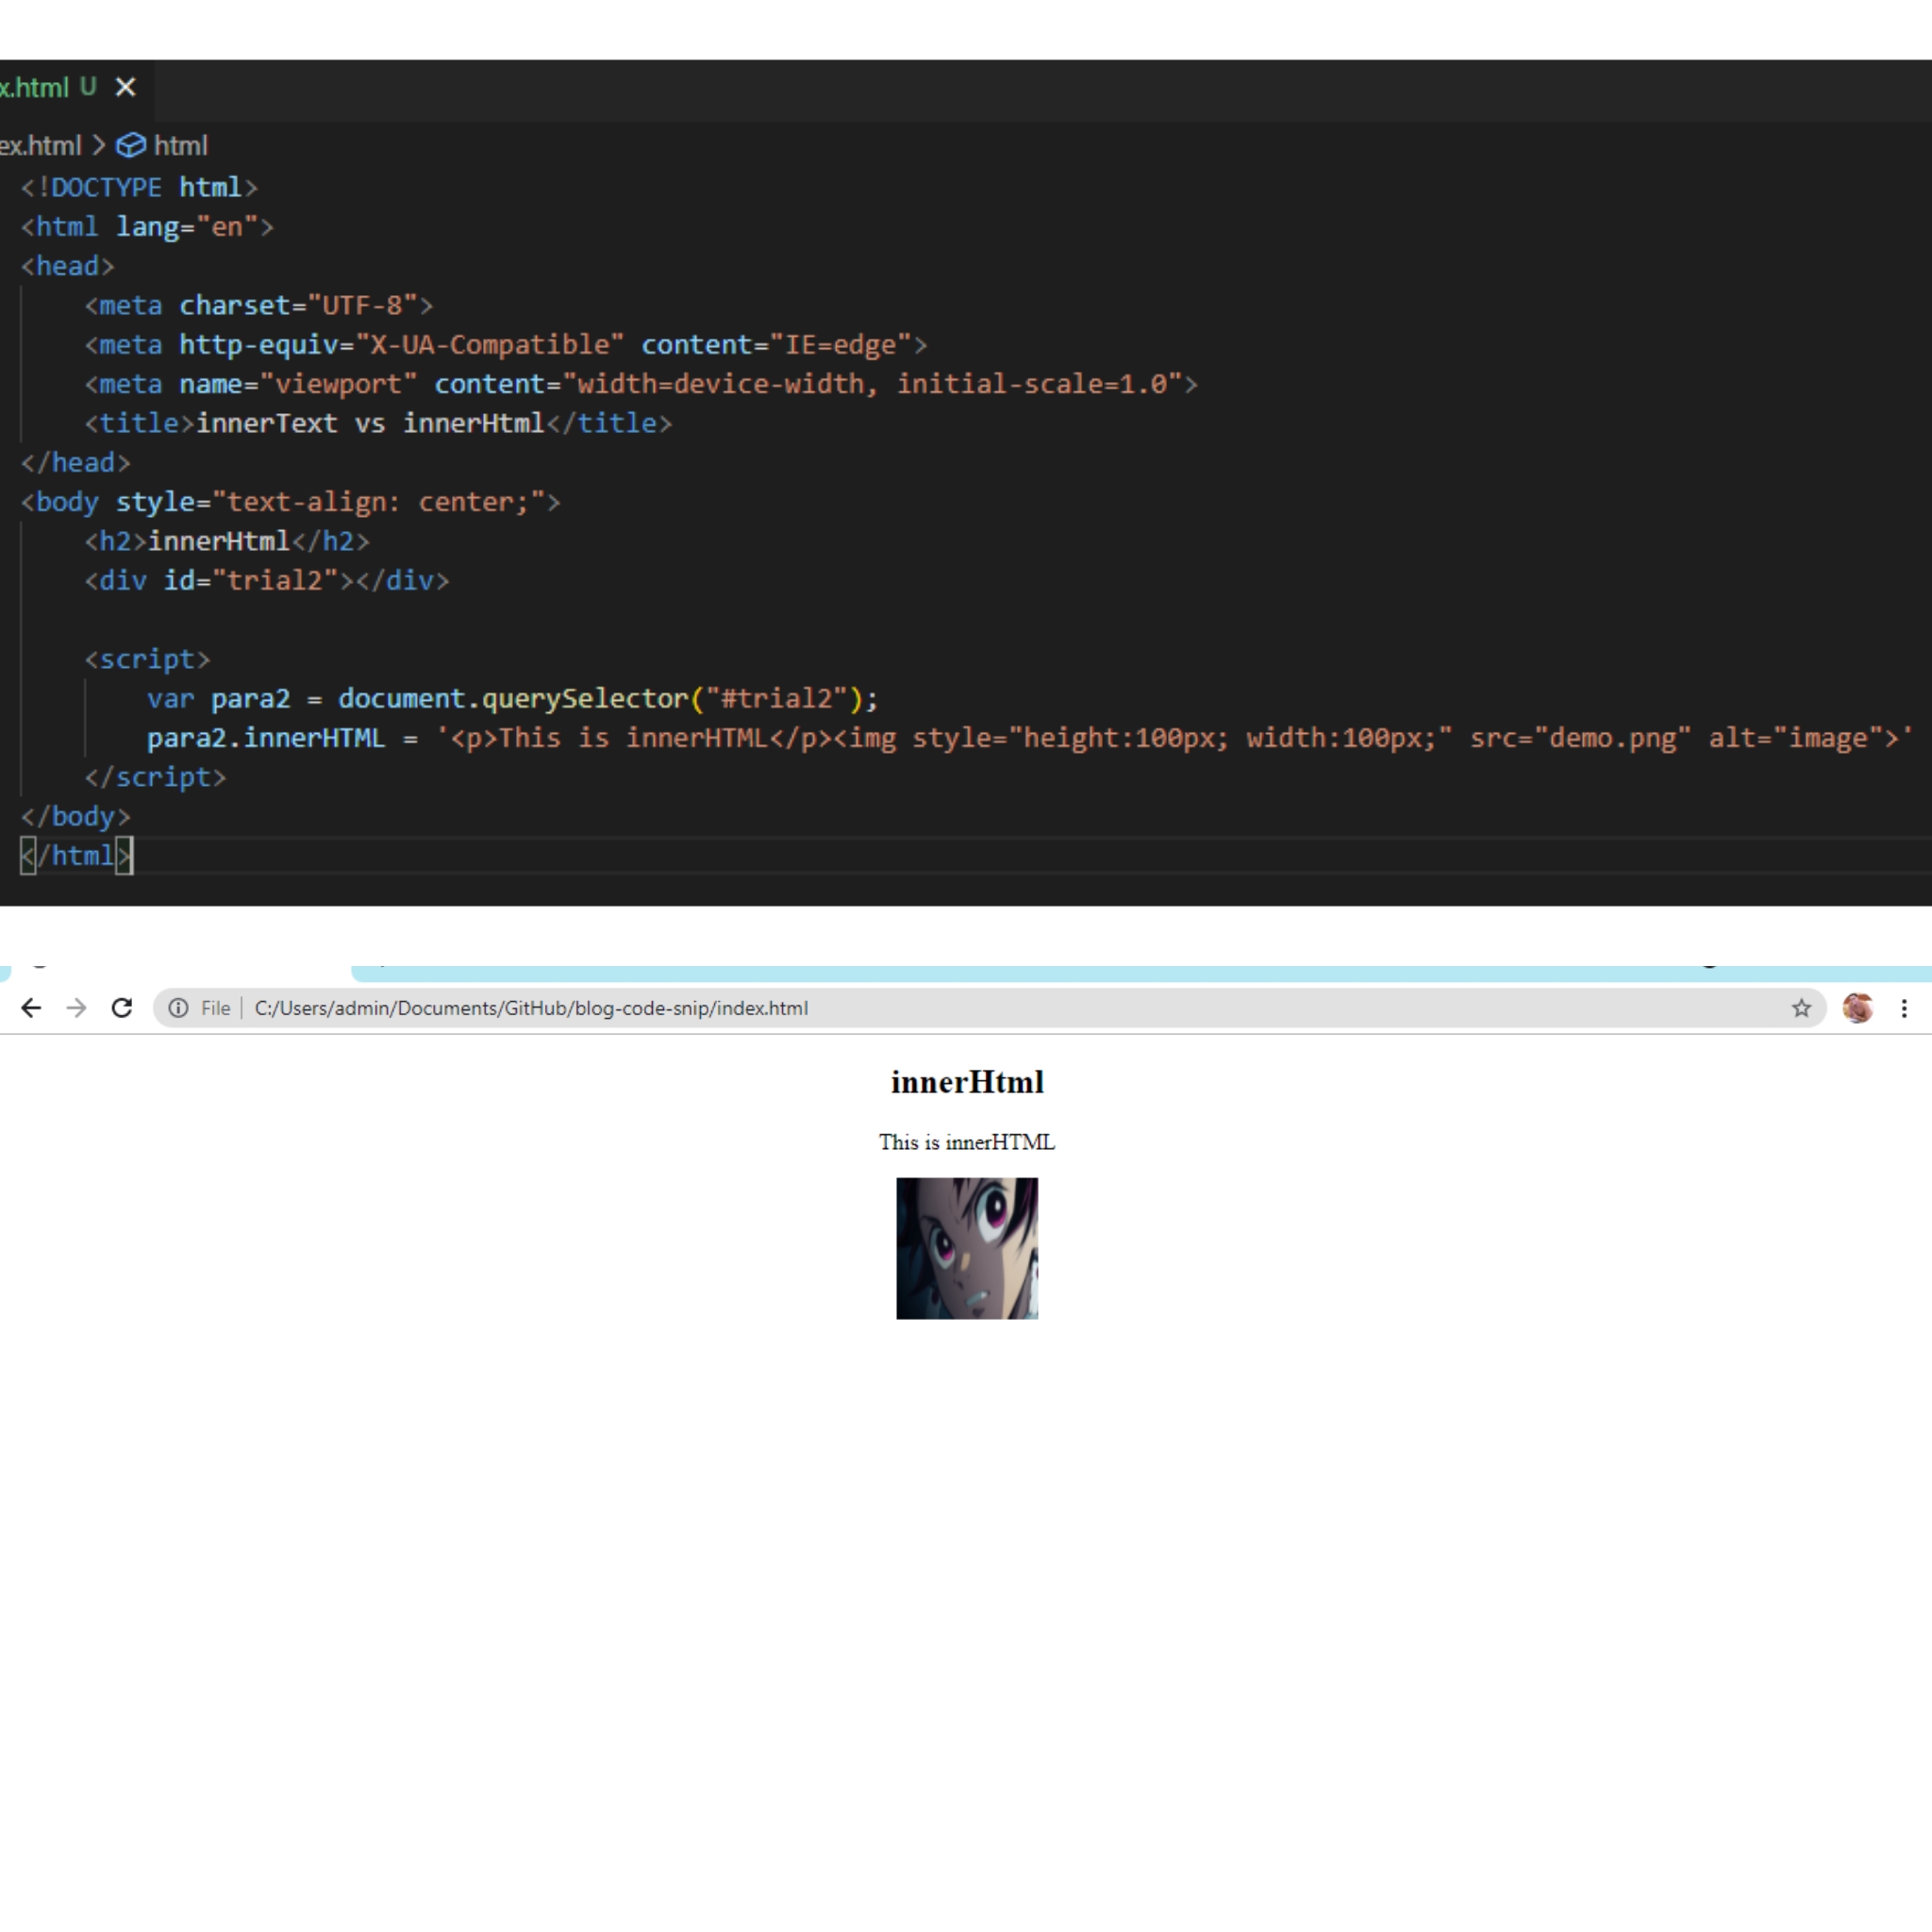 x.html U
ex.html > html
<!DOCTYPE html>
<html lang="en">
<head>
    <meta charset="UTF-8">
    <meta http-equiv="X-UA-Compatible" content="IE=edge">
    <meta name="viewport" content="width=device-width, initial-scale=1.0">
    <title>innerText vs innerHtml</title>
</head>
<body style="text-align: center;">
    <h2>innerHtml</h2>
    <div id="trial2"></div>
    <script>
        var para2 = document.querySelector("#trial2");
        para2.innerHTML = '<p>This is innerHTML</p><img style="height:100px; width:100px;" src="demo.png" alt="image">'
    </script>
</body>
</html>
File | C:/Users/admin/Documents/GitHub/blog-code-snip/index.html
innerHtml
This is innerHTML